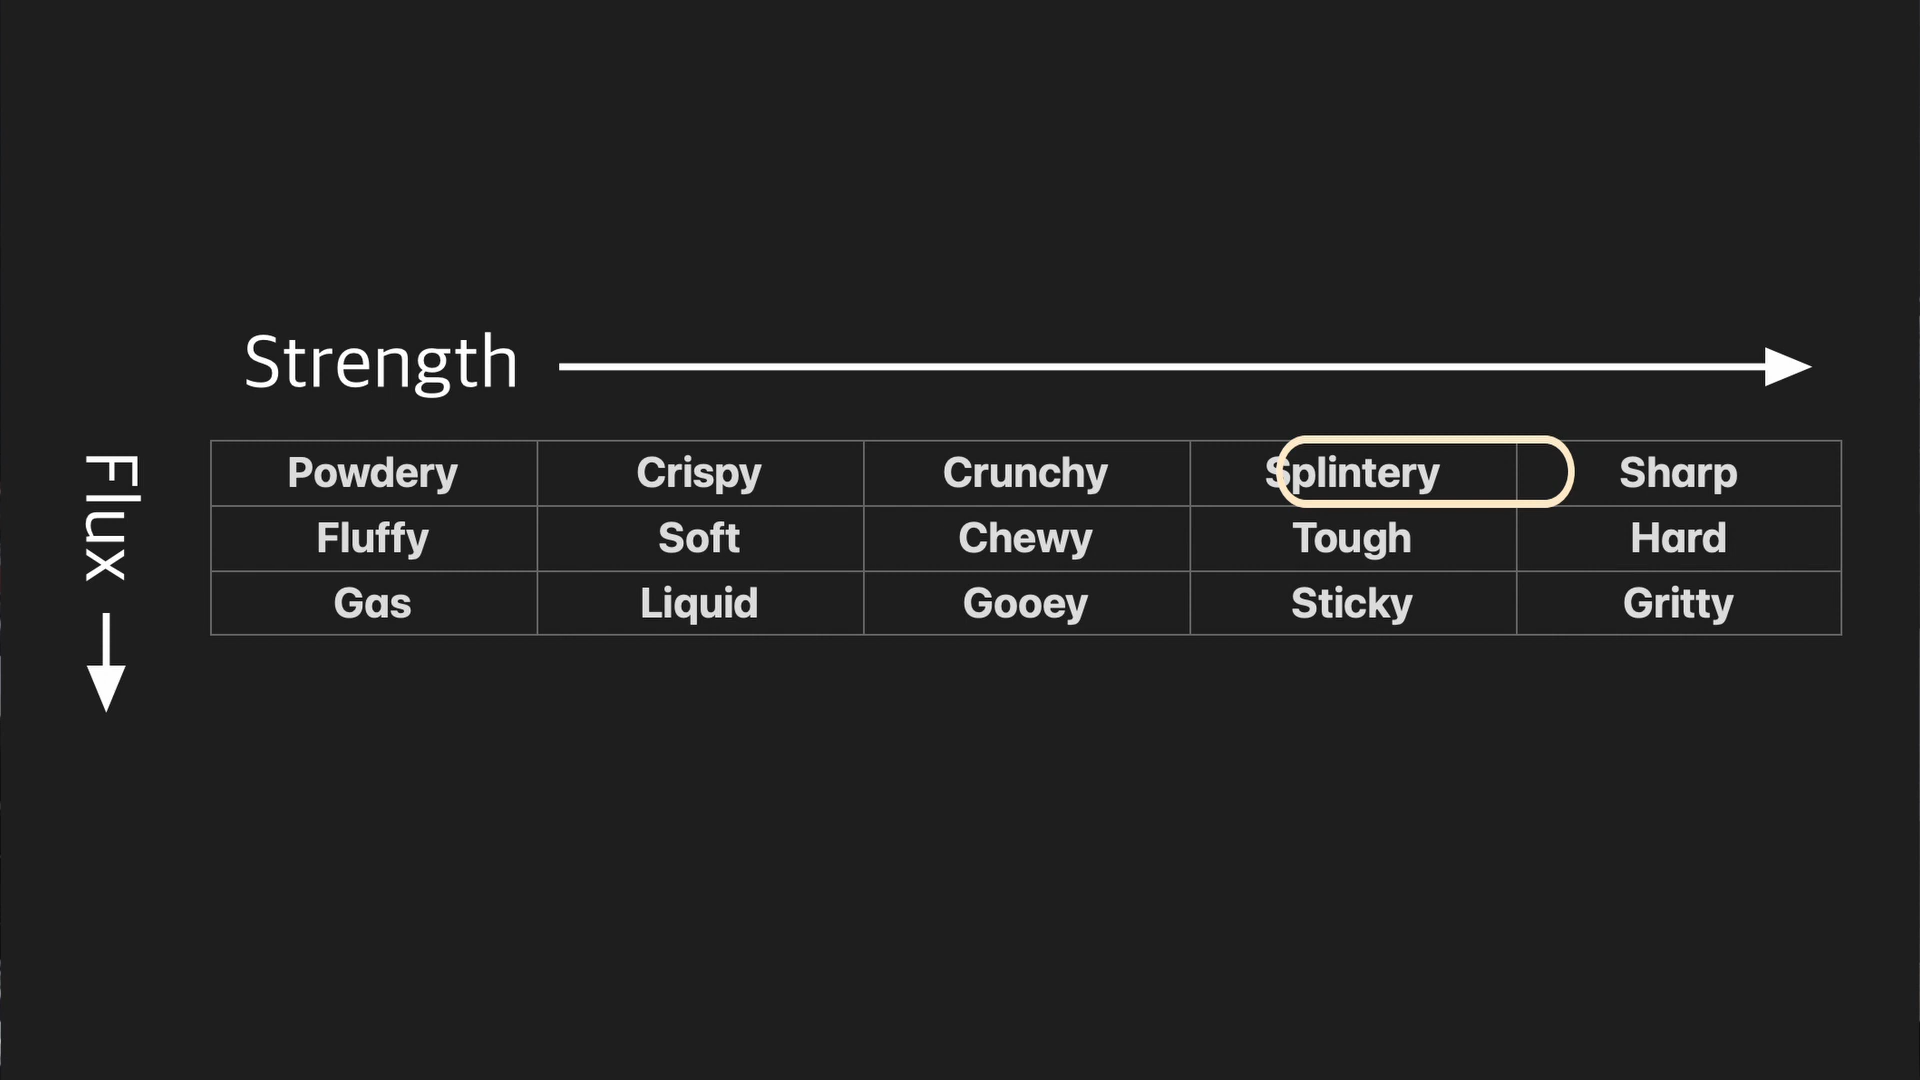 Strength
Flux
Powdery Crispy Crunchy Splintery Sharp
Fluffy Soft Chewy Tough Hard
Gas Liquid Gooey Sticky Gritty